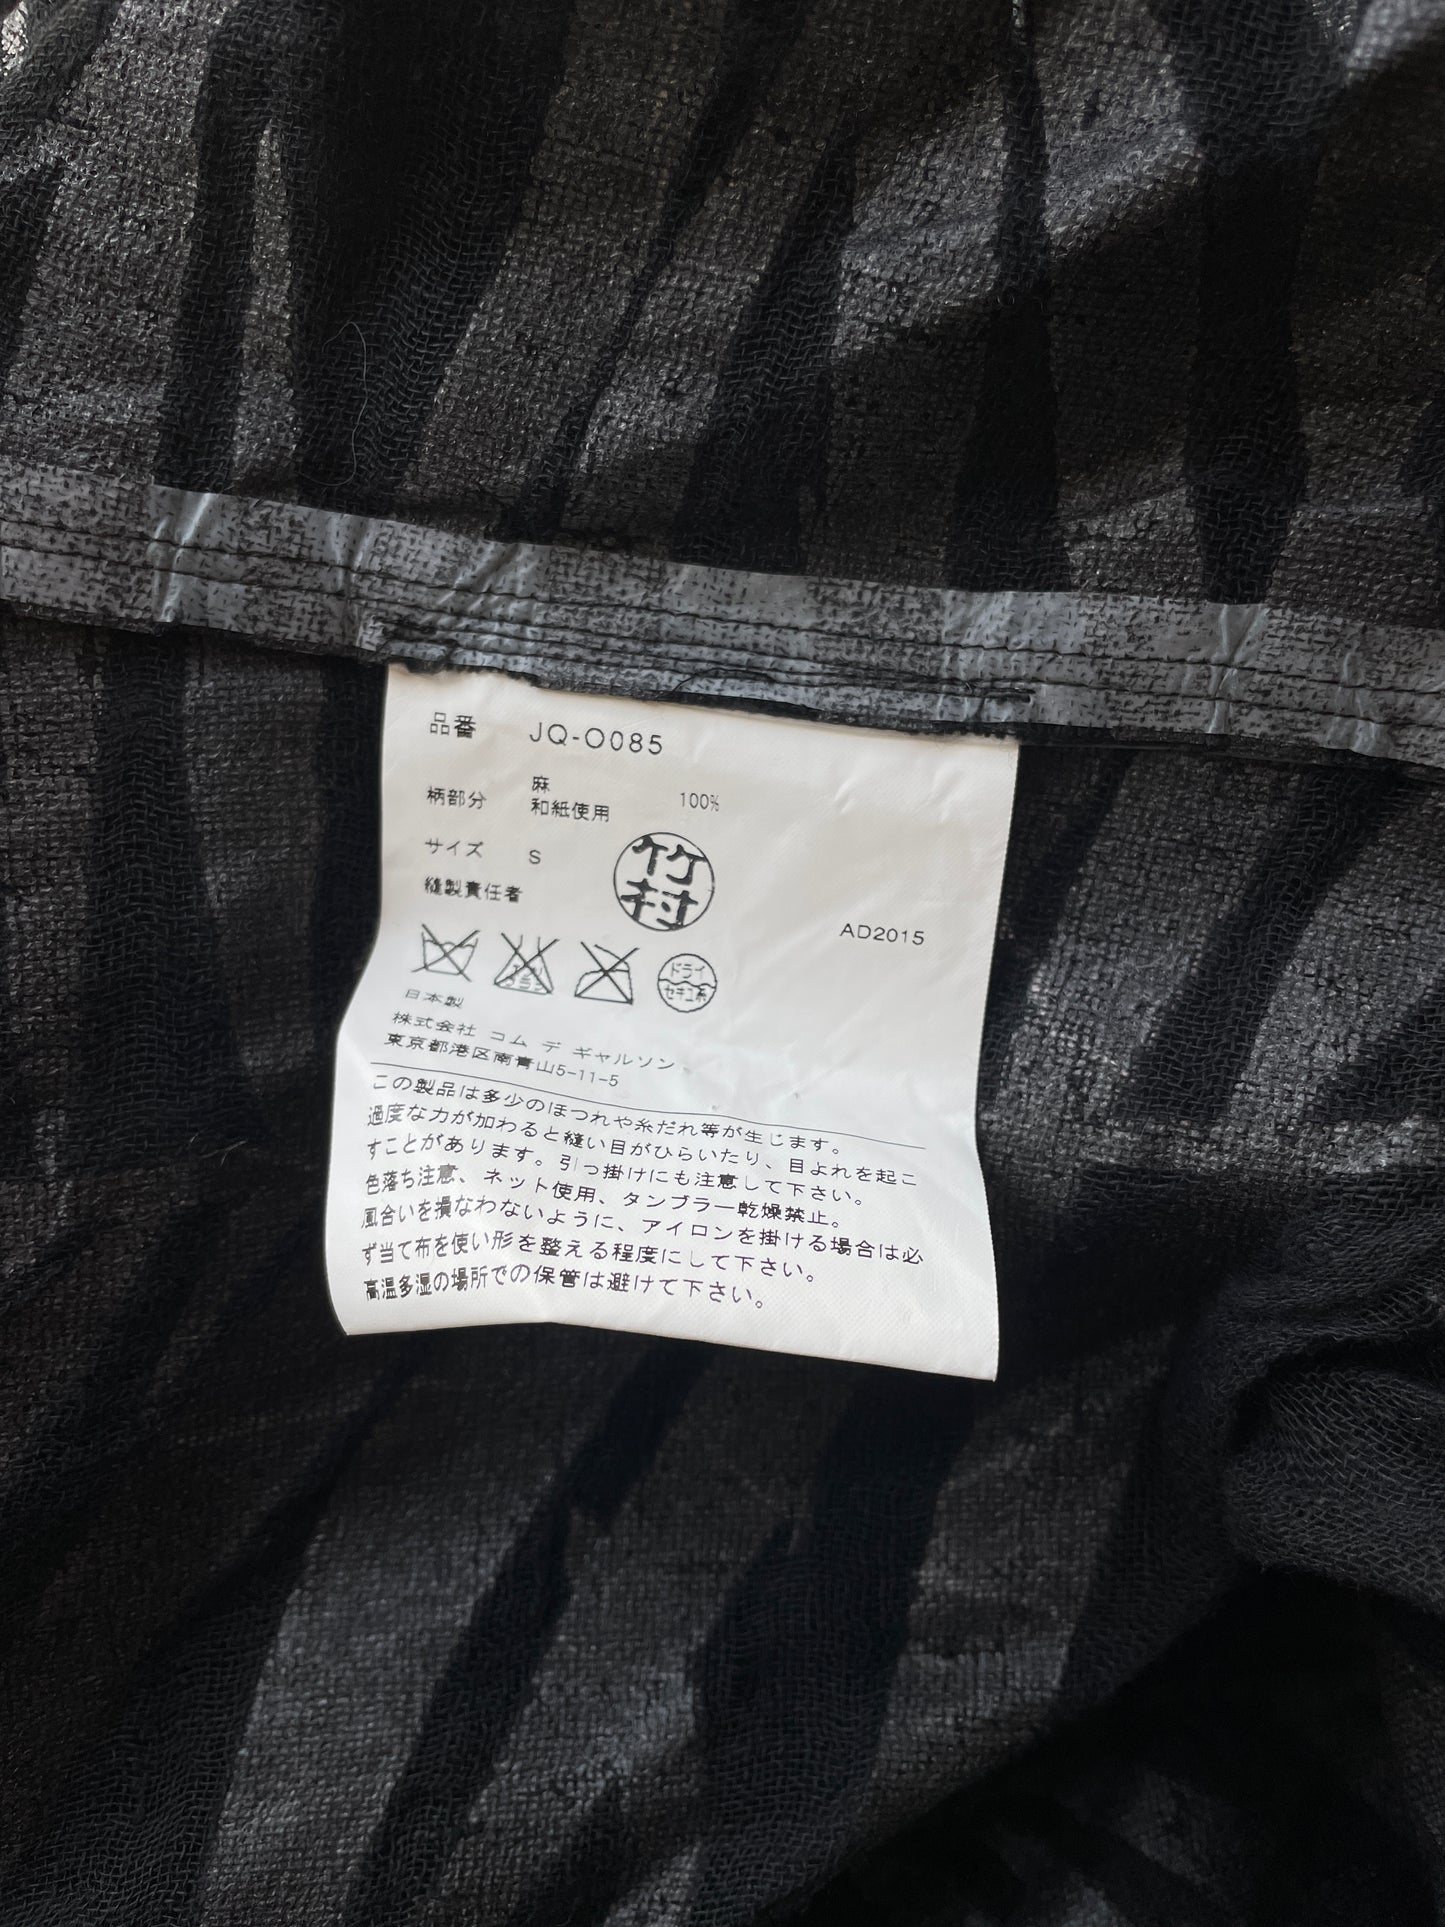 品番 JQ-O085
麻 100%
柄部分 和紙使用
サイズ S
竹村
縫製責任者
AD2015
ドライ
セキユ系
日本製
株式会社 コム デ ギャルソン
東京都港区南青山5-11-5
この製品は多少のほつれや糸だれ等が生じます。
過度な力が加わると縫い目がひらいたり、目よれを起こ
すことがあります。引っ掛けにも注意して下さい。
色落ち注意、ネット使用、タンブラー乾燥禁止。
風合いを損なわないように、アイロンを掛ける場合は必
ず当て布を使い形を整える程度にして下さい。
高温多湿の場所での保管は避けて下さい。